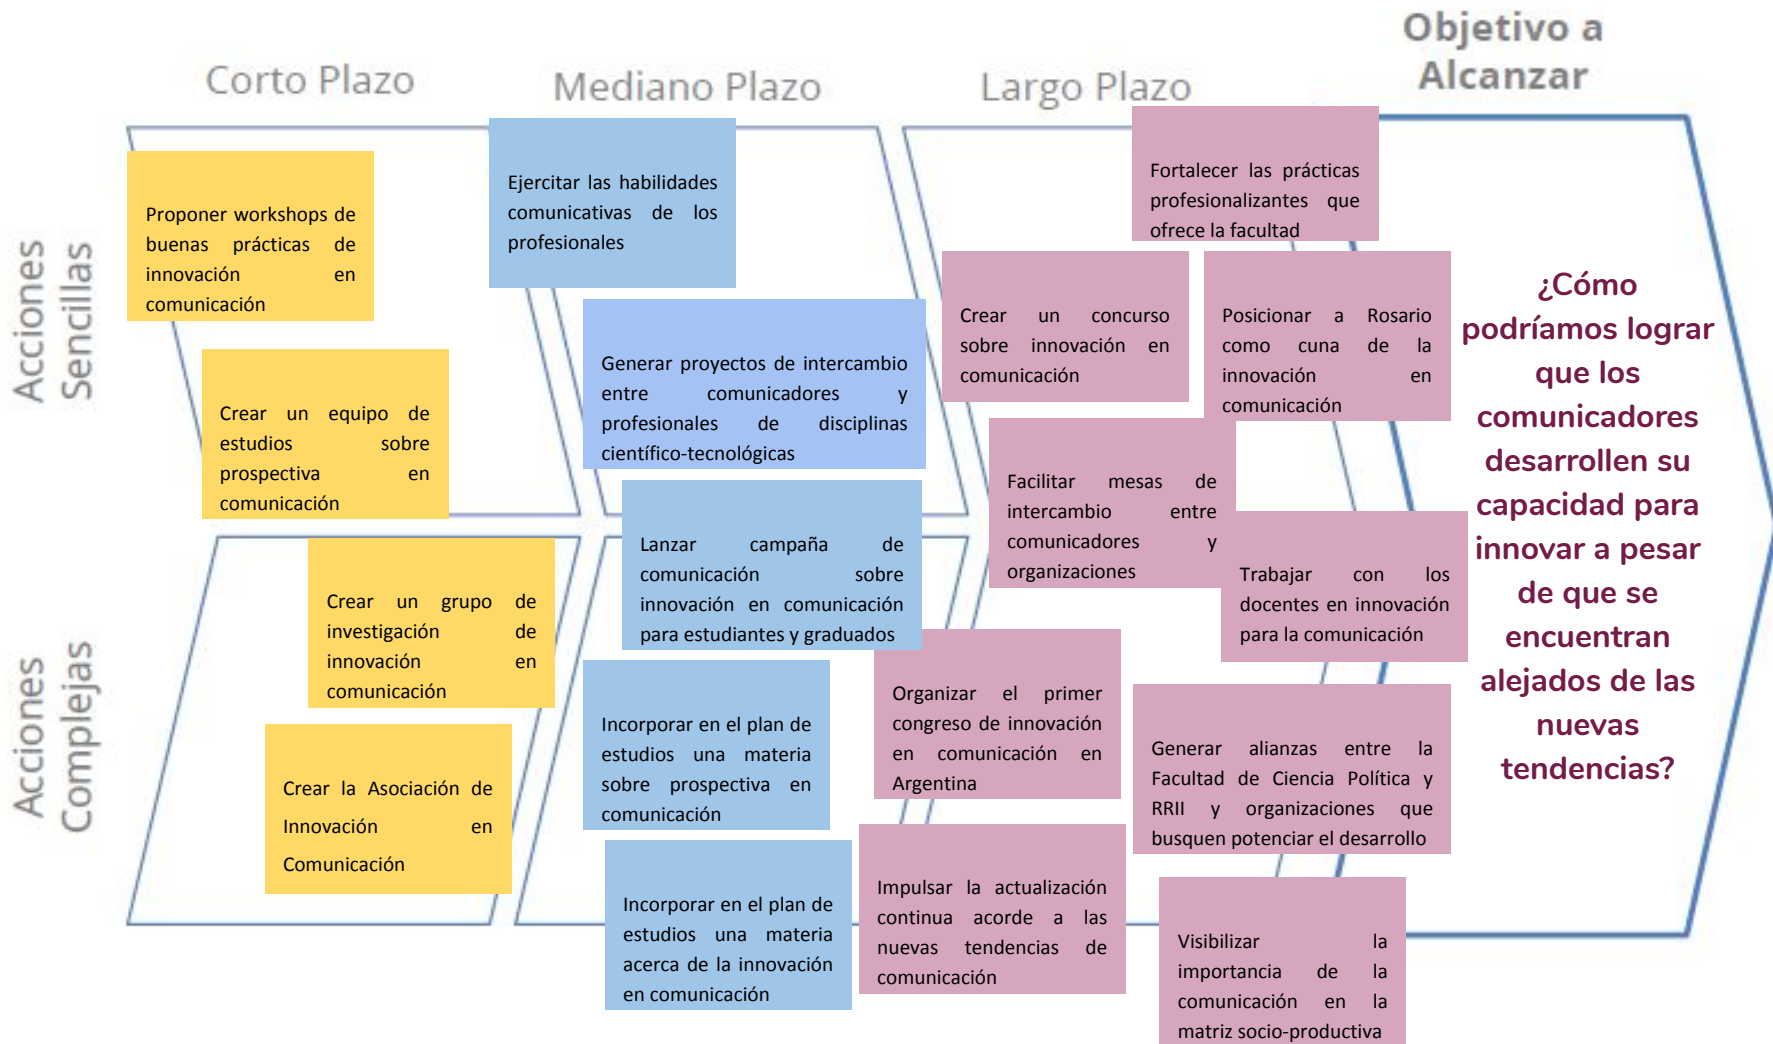 Corto Plazo
Mediano Plazo
Largo Plazo
Objetivo a
Alcanzar
Acciones
Sencillas
Proponer workshops de
buenas prácticas de
innovación en
comunicación
Crear un equipo de
estudios sobre
prospectiva en
comunicación
Ejercitar las habilidades
comunicativas de los
profesionales
Generar proyectos de intercambio
entre comunicadores y
profesionales de disciplinas
científico-tecnológicas
Fortalecer las prácticas
profesionalizantes que
ofrece la facultad
Crear un concurso
sobre innovación en
comunicación
Posicionar a Rosario
como cuna de la
innovación en
comunicación
Facilitar mesas de
intercambio entre
comunicadores y
organizaciones
Acciones
Complejas
Crear un grupo de
investigación de
innovación en
comunicación
Crear la Asociación de
Innovación en
Comunicación
Lanzar campaña de
comunicación sobre
innovación en comunicación
para estudiantes y graduados
Incorporar en el plan de
estudios una materia
sobre prospectiva en
comunicación
Incorporar en el plan de
estudios una materia
acerca de la innovación
en comunicación
Trabajar con los
docentes en innovación
para la comunicación
Organizar el primer
congreso de innovación
en comunicación en
Argentina
Generar alianzas entre la
Facultad de Ciencia Política y
RRII y organizaciones que
busquen potenciar el desarrollo
Impulsar la actualización
continua acorde a las
nuevas tendencias de
comunicación
Visibilizar la
importancia de la
comunicación en la
matriz socio-productiva
¿Cómo
podríamos lograr
que los
comunicadores
desarrollen su
capacidad para
innovar a pesar
de que se
encuentran
alejados de las
nuevas
tendencias?